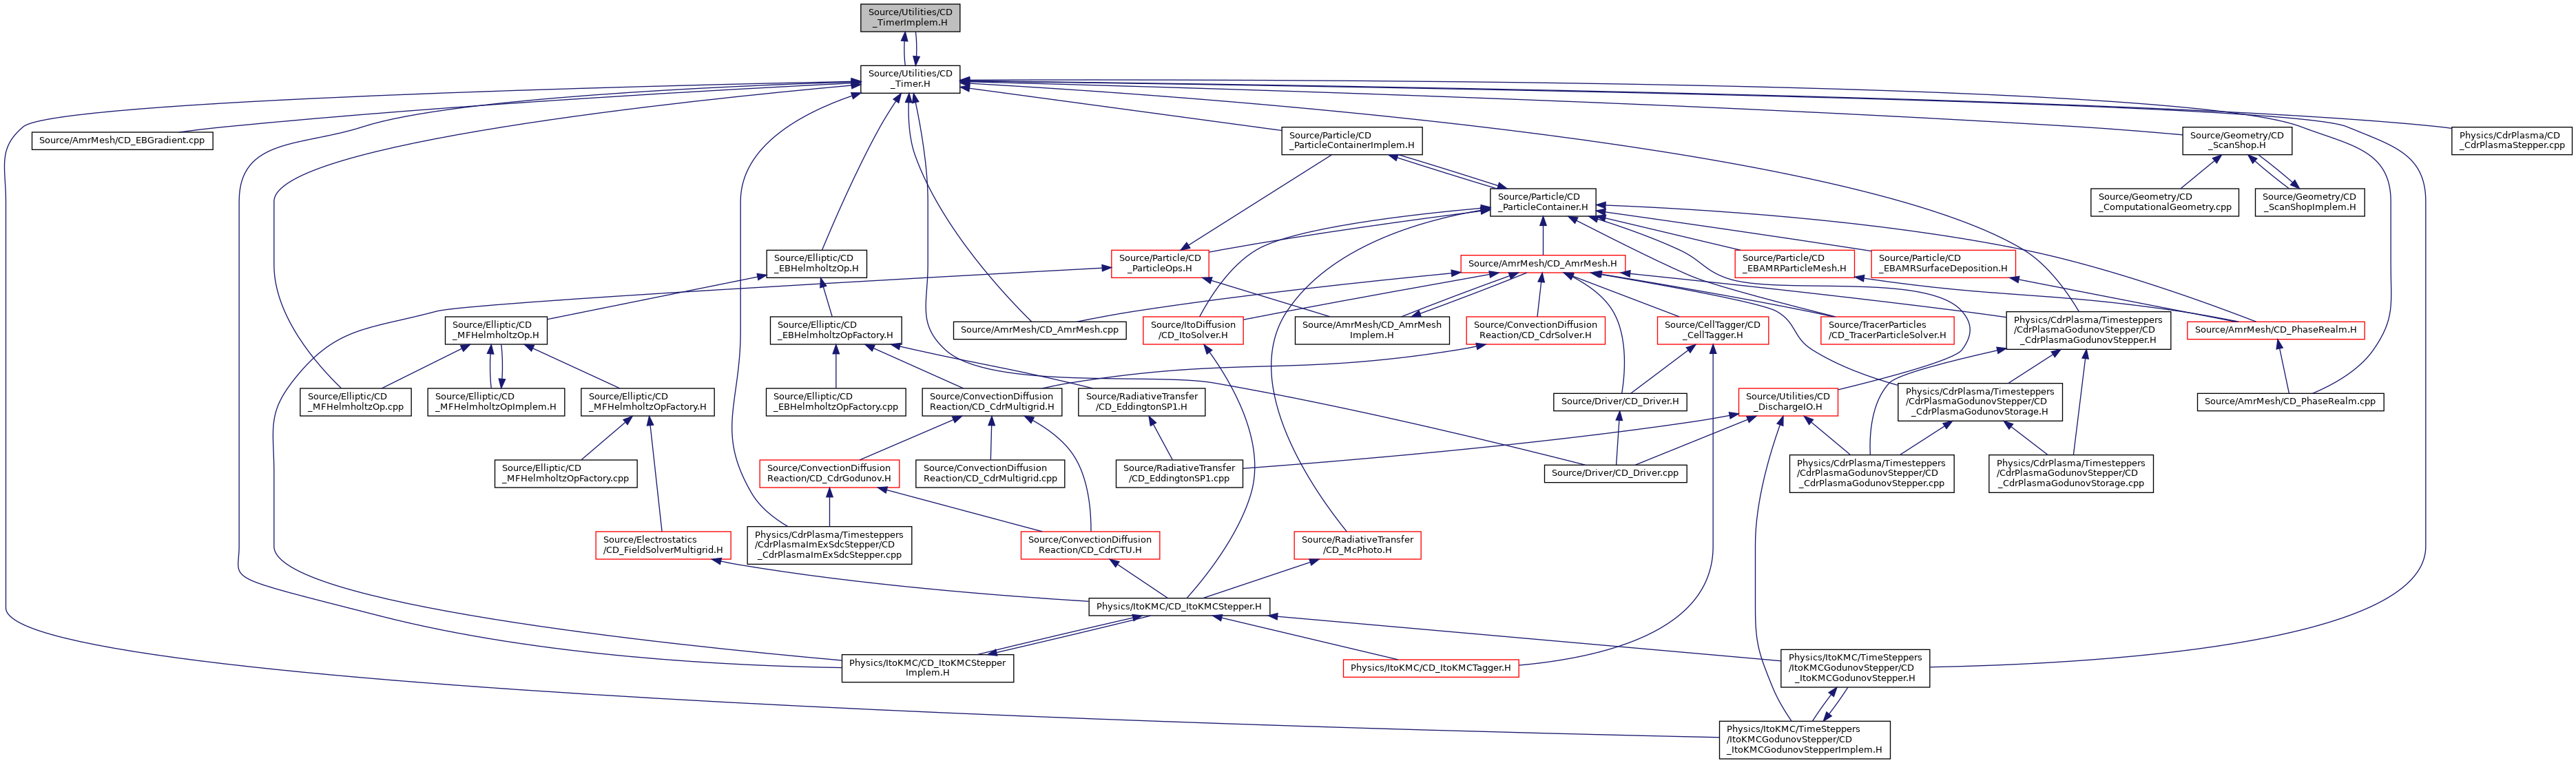 Source/Utilities/CD
_TimerImplem.H
Source/Utilities/CD
_Timer.H
Source/AmrMesh/CD_EBGradient.cpp
Source/Particle/CD
_ParticleContainerImplem.H
Source/Geometry/CD
_ScanShop.H
Physics/CdrPlasma/CD
_CdrPlasmaStepper.cpp
Source/Particle/CD
_ParticleContainer.H
Source/Geometry/CD
_ComputationalGeometry.cpp
Source/Geometry/CD
_ScanShopImplem.H
Source/Elliptic/CD
_EBHelmholtzOp.H
Source/Particle/CD
_ParticleOps.H
Source/AmrMesh/CD_AmrMesh.H
Source/Particle/CD
_EBAMRParticleMesh.H
Source/Particle/CD
_EBAMRSurfaceDeposition.H
Source/Elliptic/CD
_MFHelmholtzOp.H
Source/Elliptic/CD
_EBHelmholtzOpFactory.H
Source/AmrMesh/CD_AmrMesh.cpp
Source/ItoDiffusion
/CD_ItoSolver.H
Source/AmrMesh/CD_AmrMesh
Implem.H
Source/ConvectionDiffusion
Reaction/CD_CdrSolver.H
Source/CellTagger/CD
_CellTagger.H
Source/TracerParticles
/CD_TracerParticleSolver.H
Physics/CdrPlasma/Timesteppers
/CdrPlasmaGodunovStepper/CD
_CdrPlasmaGodunovStepper.H
Source/AmrMesh/CD_PhaseRealm.H
Source/Elliptic/CD
_MFHelmholtzOp.cpp
Source/Elliptic/CD
_MFHelmholtzOpImplem.H
Source/Elliptic/CD
_MFHelmholtzOpFactory.H
Source/Elliptic/CD
_EBHelmholtzOpFactory.cpp
Source/ConvectionDiffusion
Reaction/CD_CdrMultigrid.H
Source/RadiativeTransfer
/CD_EddingtonSP1.H
Source/Driver/CD_Driver.H
Source/Utilities/CD
_DischargeIO.H
Physics/CdrPlasma/Timesteppers
/CdrPlasmaGodunovStepper/CD
_CdrPlasmaGodunovStorage.H
Source/AmrMesh/CD_PhaseRealm.cpp
Source/Elliptic/CD
_MFHelmholtzOpFactory.cpp
Source/ConvectionDiffusion
Reaction/CD_CdrGodunov.H
Source/ConvectionDiffusion
Reaction/CD_CdrMultigrid.cpp
Source/RadiativeTransfer
/CD_EddingtonSP1.cpp
Source/Driver/CD_Driver.cpp
Physics/CdrPlasma/Timesteppers
/CdrPlasmaGodunovStepper/CD
_CdrPlasmaGodunovStepper.cpp
Physics/CdrPlasma/Timesteppers
/CdrPlasmaGodunovStepper/CD
_CdrPlasmaGodunovStorage.cpp
Source/Electrostatics
/CD_FieldSolverMultigrid.H
Physics/CdrPlasma/Timesteppers
/CdrPlasmaImExSdcStepper/CD
_CdrPlasmaImExSdcStepper.cpp
Source/ConvectionDiffusion
Reaction/CD_CdrCTU.H
Source/RadiativeTransfer
/CD_McPhoto.H
Physics/ItoKMC/CD_ItoKMCStepper.H
Physics/ItoKMC/CD_ItoKMCStepper
Implem.H
Physics/ItoKMC/CD_ItoKMCTagger.H
Physics/ItoKMC/TimeSteppers
/ItoKMCGodunovStepper/CD
_ItoKMCGodunovStepper.H
Physics/ItoKMC/TimeSteppers
/ItoKMCGodunovStepper/CD
_ItoKMCGodunovStepperImplem.H